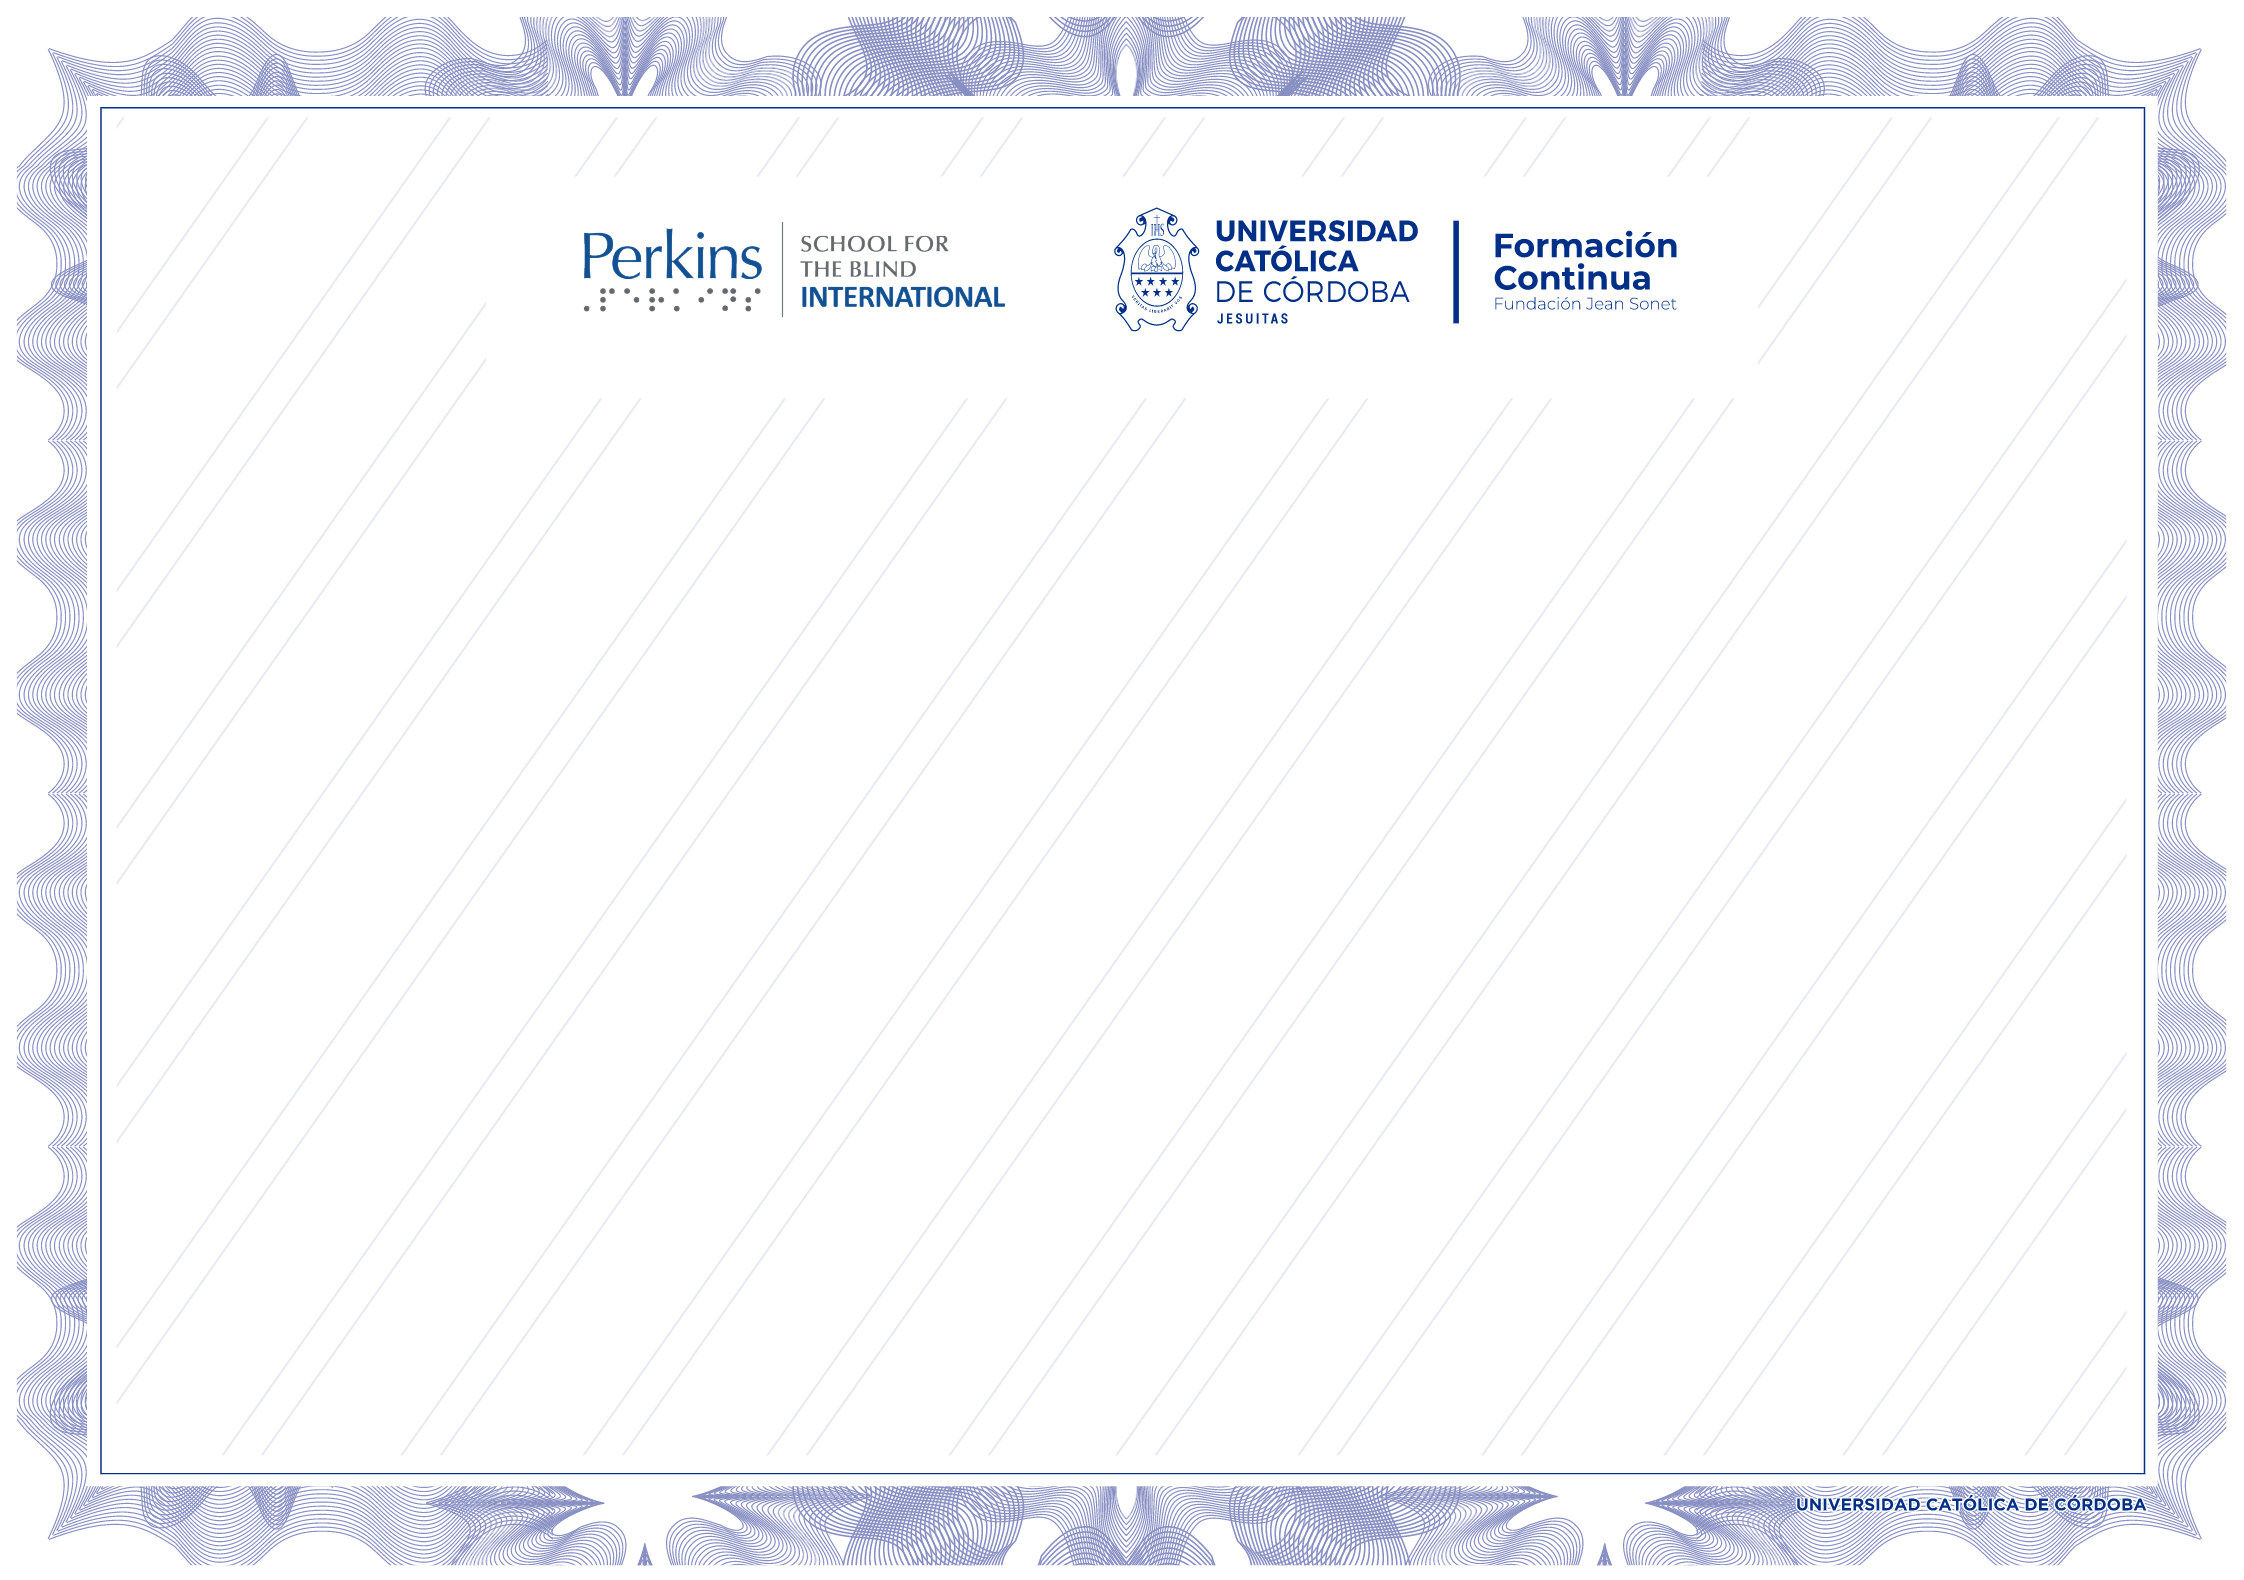 Perkins
⠠⠏⠑⠗⠅⠊⠝⠎
SCHOOL FOR
THE BLIND
INTERNATIONAL
IHS
UNIVERSIDAD
CATÓLICA
DE CÓRDOBA
JESUITAS
Formación
Continua
Fundación Jean Sonet
UNIVERSIDAD CATÓLICA DE CÓRDOBA